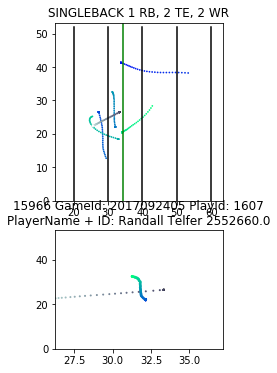 SINGLEBACK 1 RB, 2 TE, 2 WR
50
40
30
20
10
0
20 30 40 50 60
15966 GameId: 2017092405 PlayId: 1607
PlayerName + ID: Randall Telfer 2552660.0
40
20
0
27.5 30.0 32.5 35.0